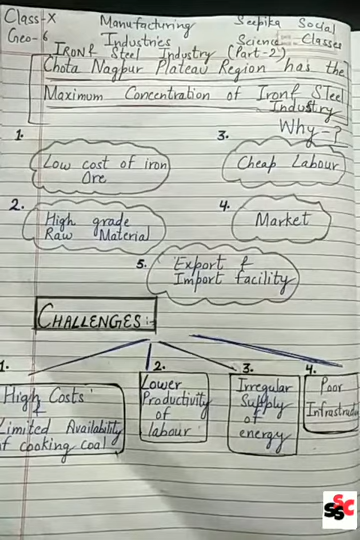 Class-X Manufacturing Deepika Social
Geo-6 Industries Science Classes
Iron & Steel Industry (Part-2)
Chota Nagpur Plateau Region has the
Maximum Concentration of Iron & Steel
Industry
Why-?
1.
Low cost of iron
Ore
3.
Cheap Labour
2.
High grade
Raw Material
4.
Market
5.
Export &
Import facility
CHALLENGES:-
1.
High Costs
&
Limited Availability
of cooking coal
2.
Lower
Productivity
of
labour
3.
Irregular
Supply
of
energy
4.
Poor
Infrastru
SSC